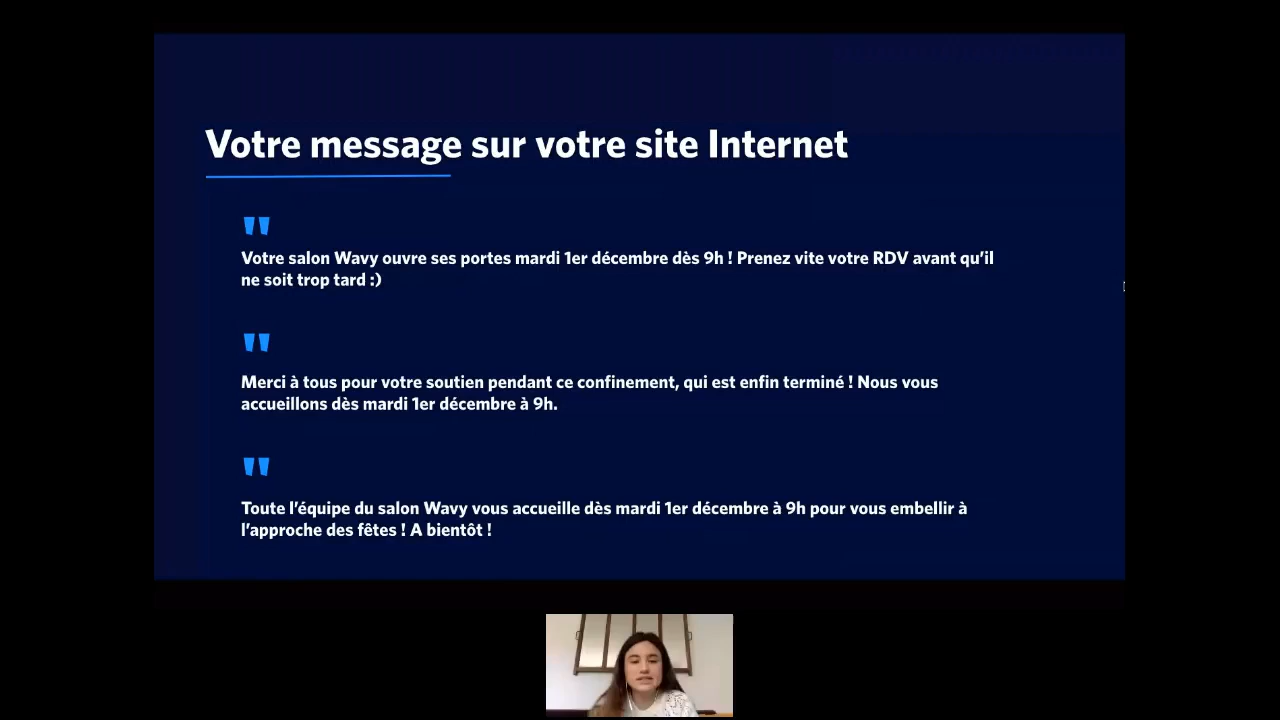 Votre message sur votre site Internet
"
Votre salon Wavy ouvre ses portes mardi 1er décembre dès 9h ! Prenez vite votre RDV avant qu'il
ne soit trop tard :)
"
Merci à tous pour votre soutien pendant ce confinement, qui est enfin terminé ! Nous vous
accueillons dès mardi 1er décembre à 9h.
"
Toute l'équipe du salon Wavy vous accueille dès mardi 1er décembre à 9h pour vous embellir à
l'approche des fêtes ! A bientôt !